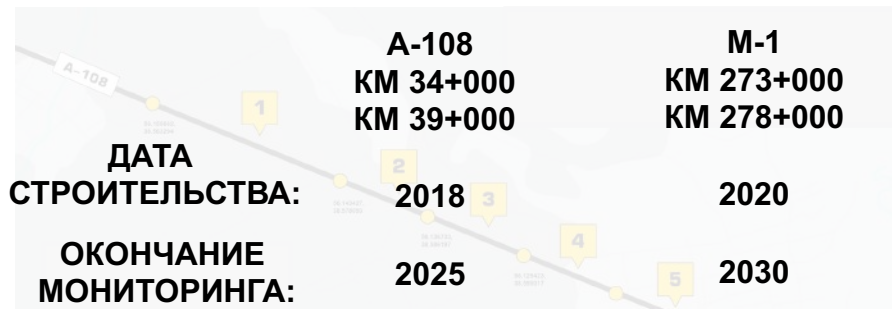 А-108 М-1
КМ 34+000 КМ 273+000
КМ 39+000 КМ 278+000
ДАТА
СТРОИТЕЛЬСТВА: 2018 2020
ОКОНЧАНИЕ
МОНИТОРИНГА: 2025 2030
А-108
1
2
3
4
5